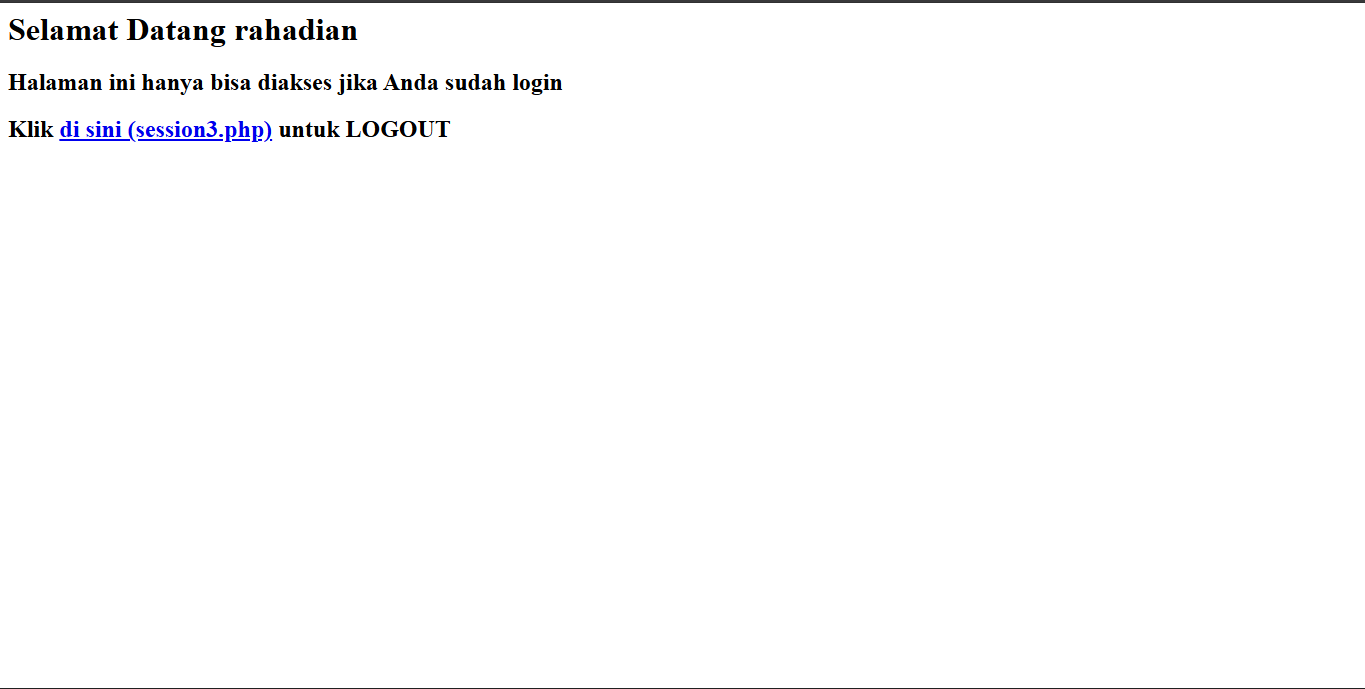 Selamat Datang rahadian
Halaman ini hanya bisa diakses jika Anda sudah login
Klik di sini (session3.php) untuk LOGOUT